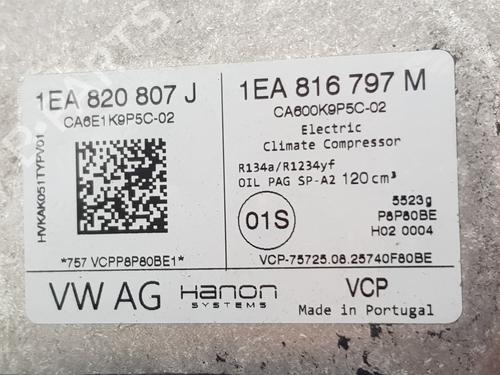 1EA 820 807 J
CA6E1K9P5C-02
HVKAK051TYPV01
*757 VCPP8P80BE1*
1EA 816 797 M
CA600K9P5C-02
Electric
Climate Compressor
R134a/R1234yf
OIL PAG SP-A2 120cm³
01S
5523g
P8P80BE
H02 0004
VCP-75725.08.25740F80BE
VW AG
Hanon
SYSTEMS
VCP
Made in Portugal